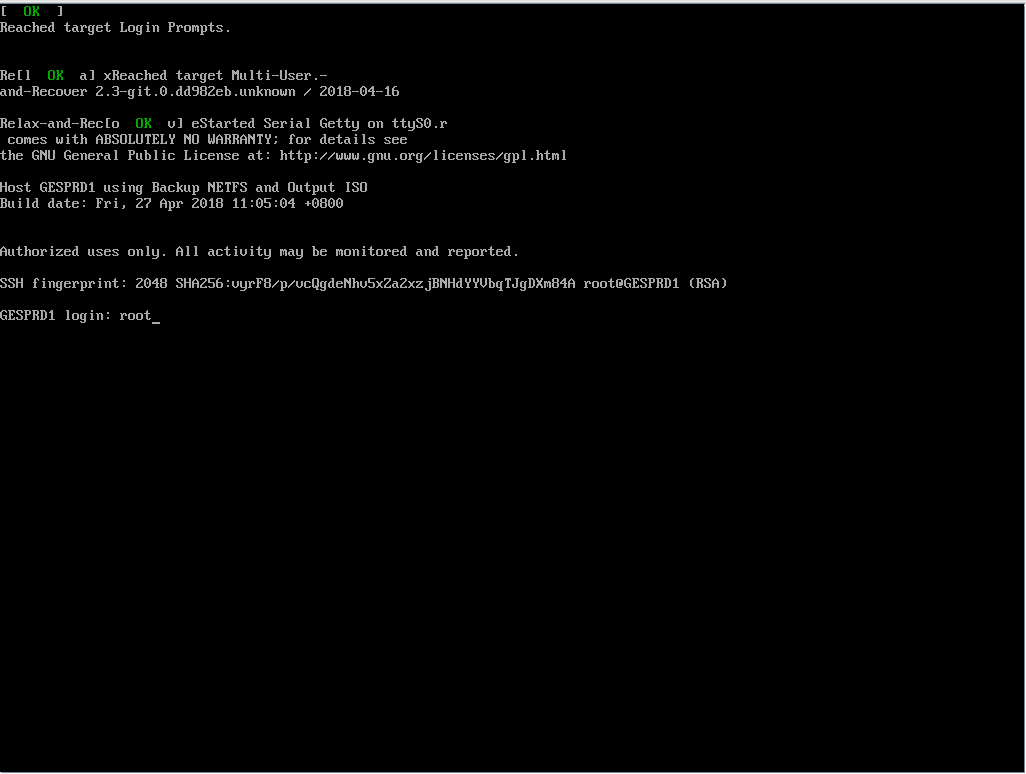 [  OK  ]
Reached target Login Prompts.
Re[l  OK  a] xReached target Multi-User.-
and-Recover 2.3-git.0.dd982eb.unknown / 2018-04-16
Relax-and-Rec[o  OK  v] eStarted Serial Getty on ttyS0.r
 comes with ABSOLUTELY NO WARRANTY; for details see
the GNU General Public License at: http://www.gnu.org/licenses/gpl.html
Host GESPRD1 using Backup NETFS and Output ISO
Build date: Fri, 27 Apr 2018 11:05:04 +0800
Authorized uses only. All activity may be monitored and reported.
SSH fingerprint: 2048 SHA256:vyrF8/p/vcQgdeNhv5xZa2xzjBNHdYYVbqTJgDXm84A root@GESPRD1 (RSA)
GESPRD1 login: root_